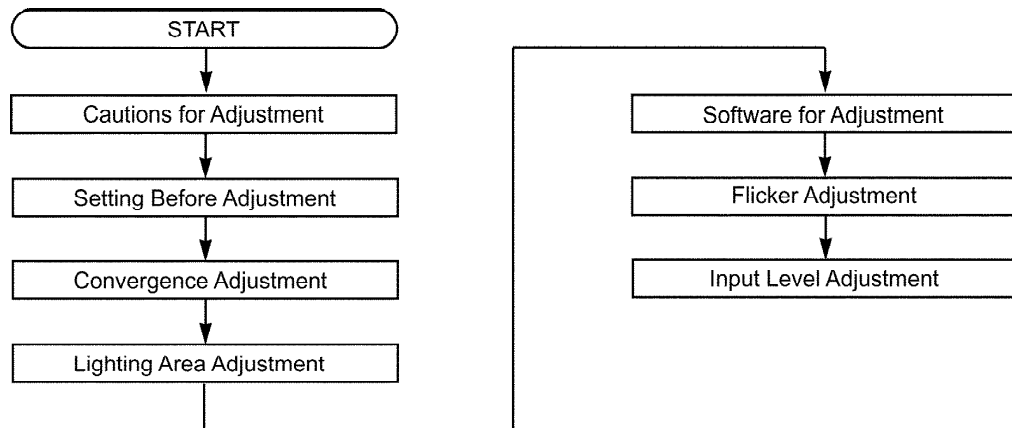 START
Cautions for Adjustment
Setting Before Adjustment
Convergence Adjustment
Lighting Area Adjustment
Software for Adjustment
Flicker Adjustment
Input Level Adjustment